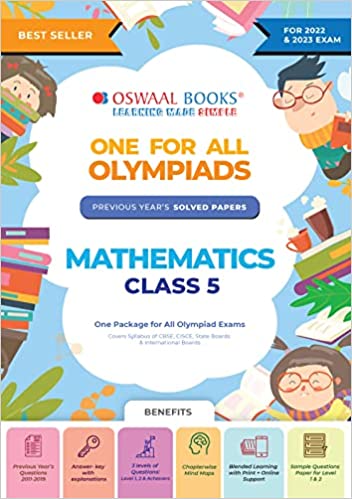 BEST SELLER
FOR 2022
& 2023 EXAM
OSWAAL BOOKS®
LEARNING MADE SIMPLE
ONE FOR ALL
OLYMPIADS
PREVIOUS YEAR'S SOLVED PAPERS
MATHEMATICS
CLASS 5
One Package for All Olympiad Exams
Covers Syllabus of CBSE, CISCE, State Boards
& International Boards
BENEFITS
Previous Year's
Questions
2011-2019
Answer- key
with
explanations
3 levels of
Questions:
Level 1, 2 & Achievers
Chapterwise
Mind Maps
Blended Learning
with Print + Online
Support
Sample Questions
Paper for Level
1 & 2